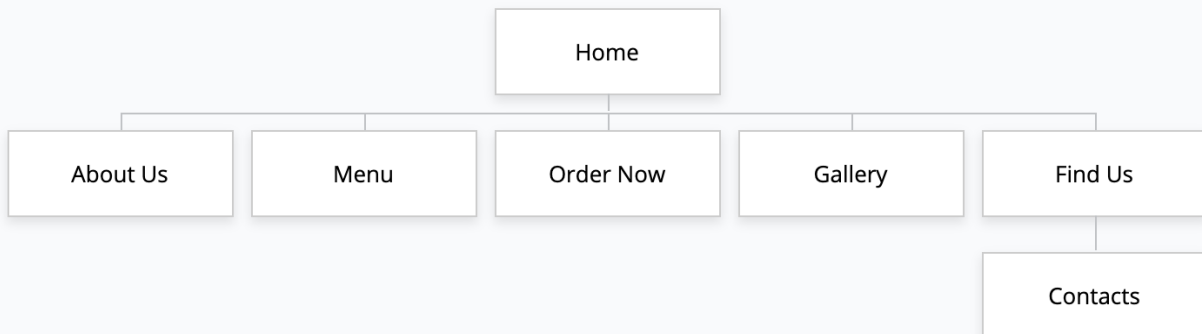 Home
About Us
Menu
Order Now
Gallery
Find Us
Contacts